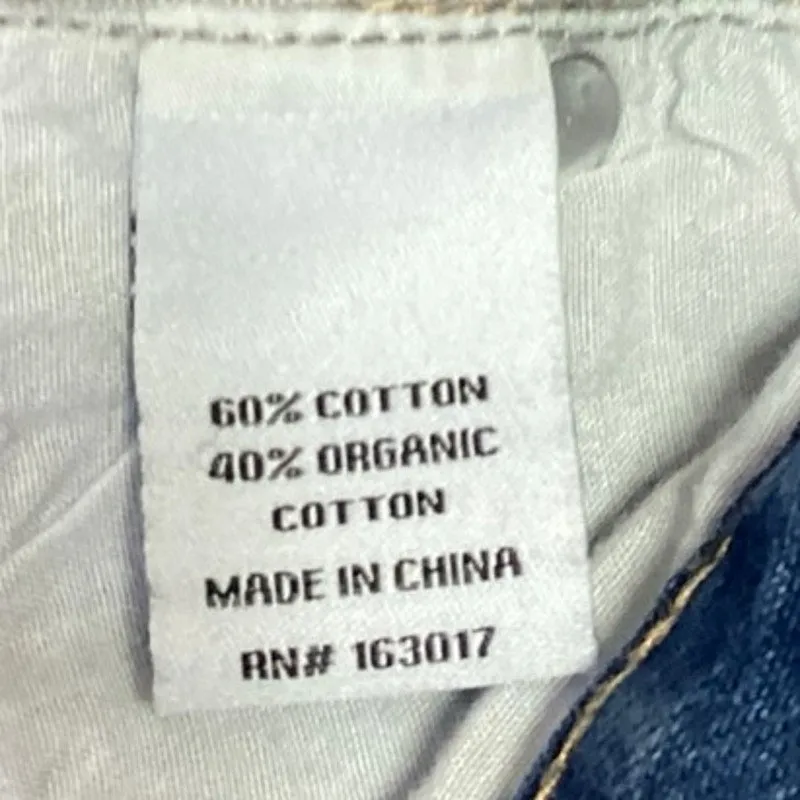 60% COTTON
40% ORGANIC
COTTON
MADE IN CHINA
RN# 163017